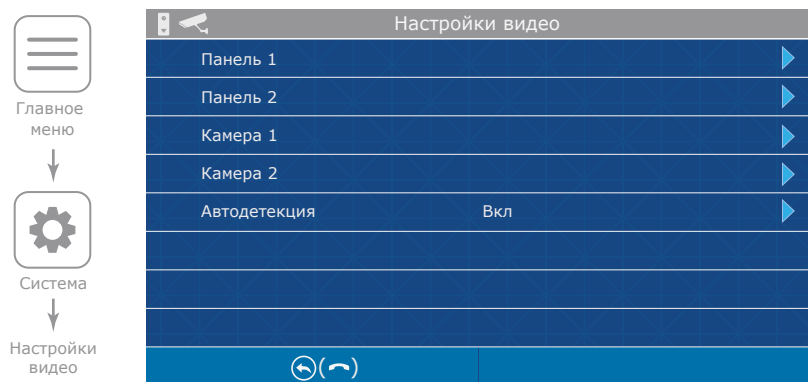 Главное
меню
Система
Настройки
видео
Настройки видео
Панель 1
Панель 2
Камера 1
Камера 2
Автодетекция Вкл